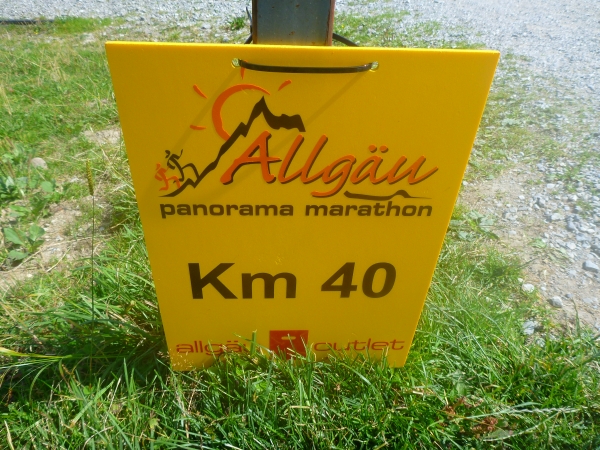 Allgäu
panorama marathon
Km 40
allgäu outlet